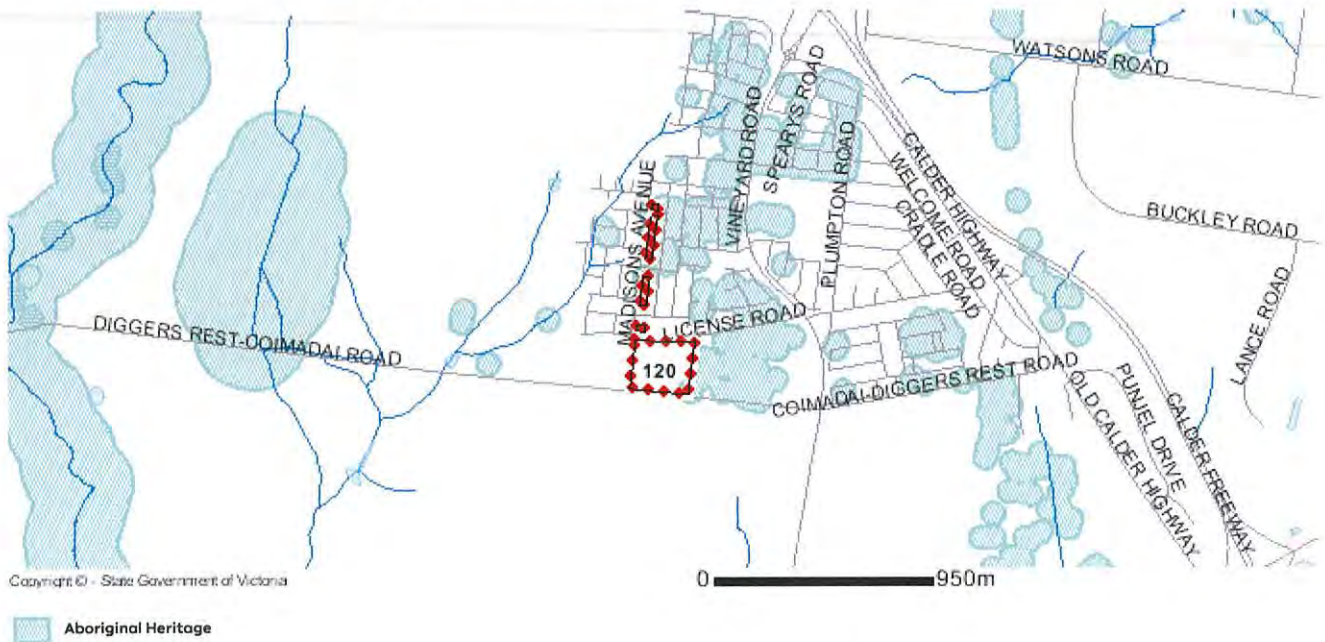 WATSONS ROAD
SPEARYS ROAD
VINEYARD ROAD
PLUMPTON ROAD
CALDER HIGHWAY
WELCOME ROAD
CRADLE ROAD
BUCKLEY ROAD
MADISONS AVENUE
LICENSE ROAD
LANCE ROAD
DIGGERS REST-COIMADAI ROAD
120
COIMADAI-DIGGERS REST ROAD
OLD CALDER HIGHWAY
PUNJEL DRIVE
CALDER FREEWAY
Copyright © - State Government of Victoria
0 950m
Aboriginal Heritage